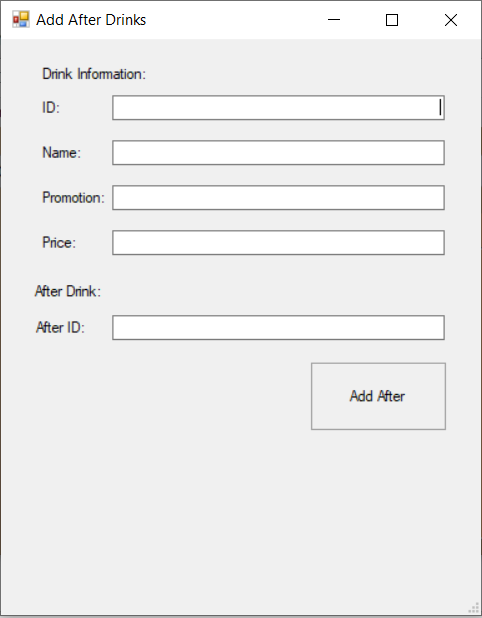 Add After Drinks
Drink Information:
ID:
Name:
Promotion:
Price:
After Drink:
After ID:
Add After